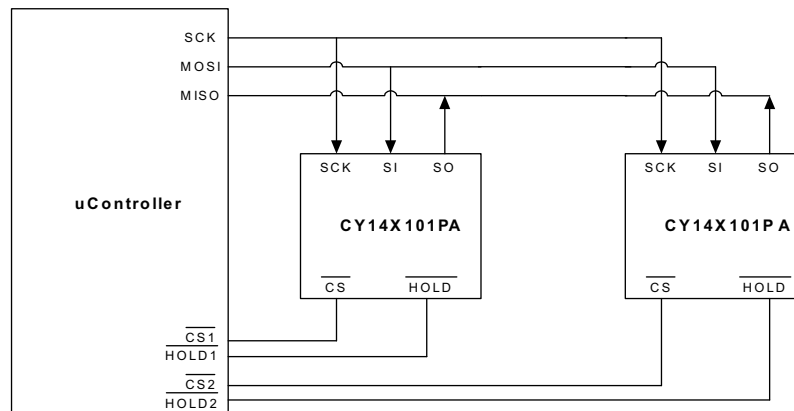 SCK
MOSI
MISO
uController
CS1
HOLD1
CS2
HOLD2
SCK SI SO
CY14X101PA
CS HOLD
SCK SI SO
CY14X101PA
CS HOLD